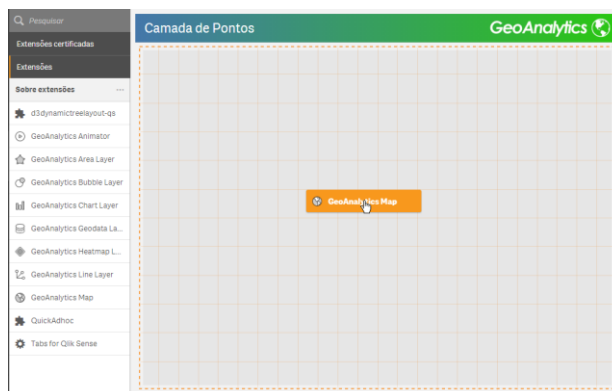 Pesquisar
Camada de Pontos
GeoAnalytics
Extensões certificadas
Extensões
Sobre extensões
d3dynamictreelayout-qs
GeoAnalytics Animator
GeoAnalytics Area Layer
GeoAnalytics Bubble Layer
GeoAnalytics Chart Layer
GeoAnalytics Geodata La...
GeoAnalytics Heatmap L...
GeoAnalytics Line Layer
GeoAnalytics Map
QuickAdhoc
Tabs for Qlik Sense
GeoAnalytics Map